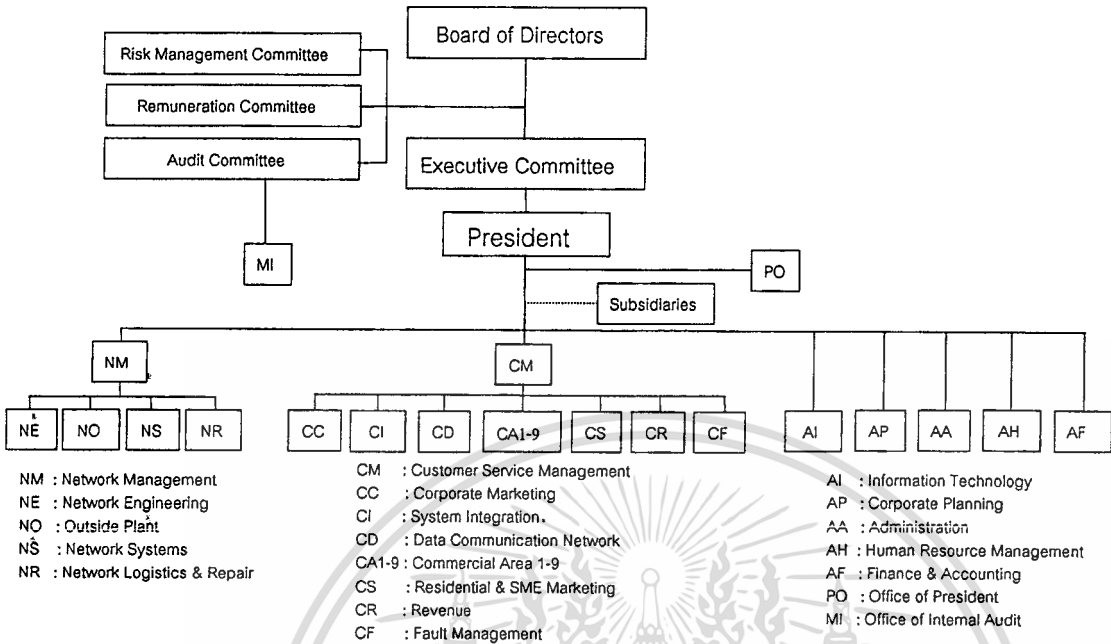 Board of Directors
Risk Management Committee
Remuneration Committee
Audit Committee
Executive Committee
President
MI
PO
Subsidiaries
NM
CM
NE
NO
NS
NR
CC
CI
CD
CA1-9
CS
CR
CF
AI
AP
AA
AH
AF
NM : Network Management
NE : Network Engineering
NO : Outside Plant
NS : Network Systems
NR : Network Logistics & Repair
CM : Customer Service Management
CC : Corporate Marketing
CI : System Integration.
CD : Data Communication Network
CA1-9 : Commercial Area 1-9
CS : Residential & SME Marketing
CR : Revenue
CF : Fault Management
AI : Information Technology
AP : Corporate Planning
AA : Administration
AH : Human Resource Management
AF : Finance & Accounting
PO : Office of President
MI : Office of Internal Audit